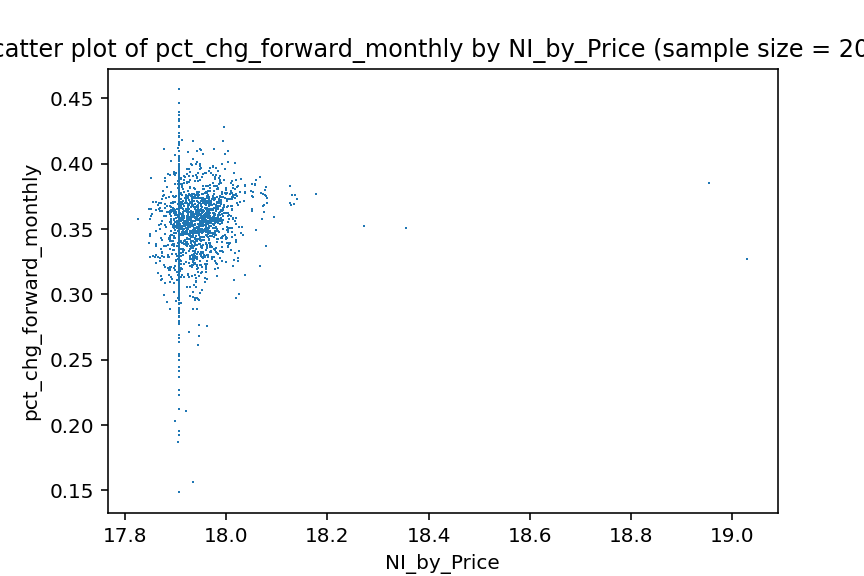 catter plot of pct_chg_forward_monthly by NI_by_Price (sample size = 20
0.45
0.40
0.35
0.30
0.25
0.20
0.15
pct_chg_forward_monthly
17.8 18.0 18.2 18.4 18.6 18.8 19.0
NI_by_Price